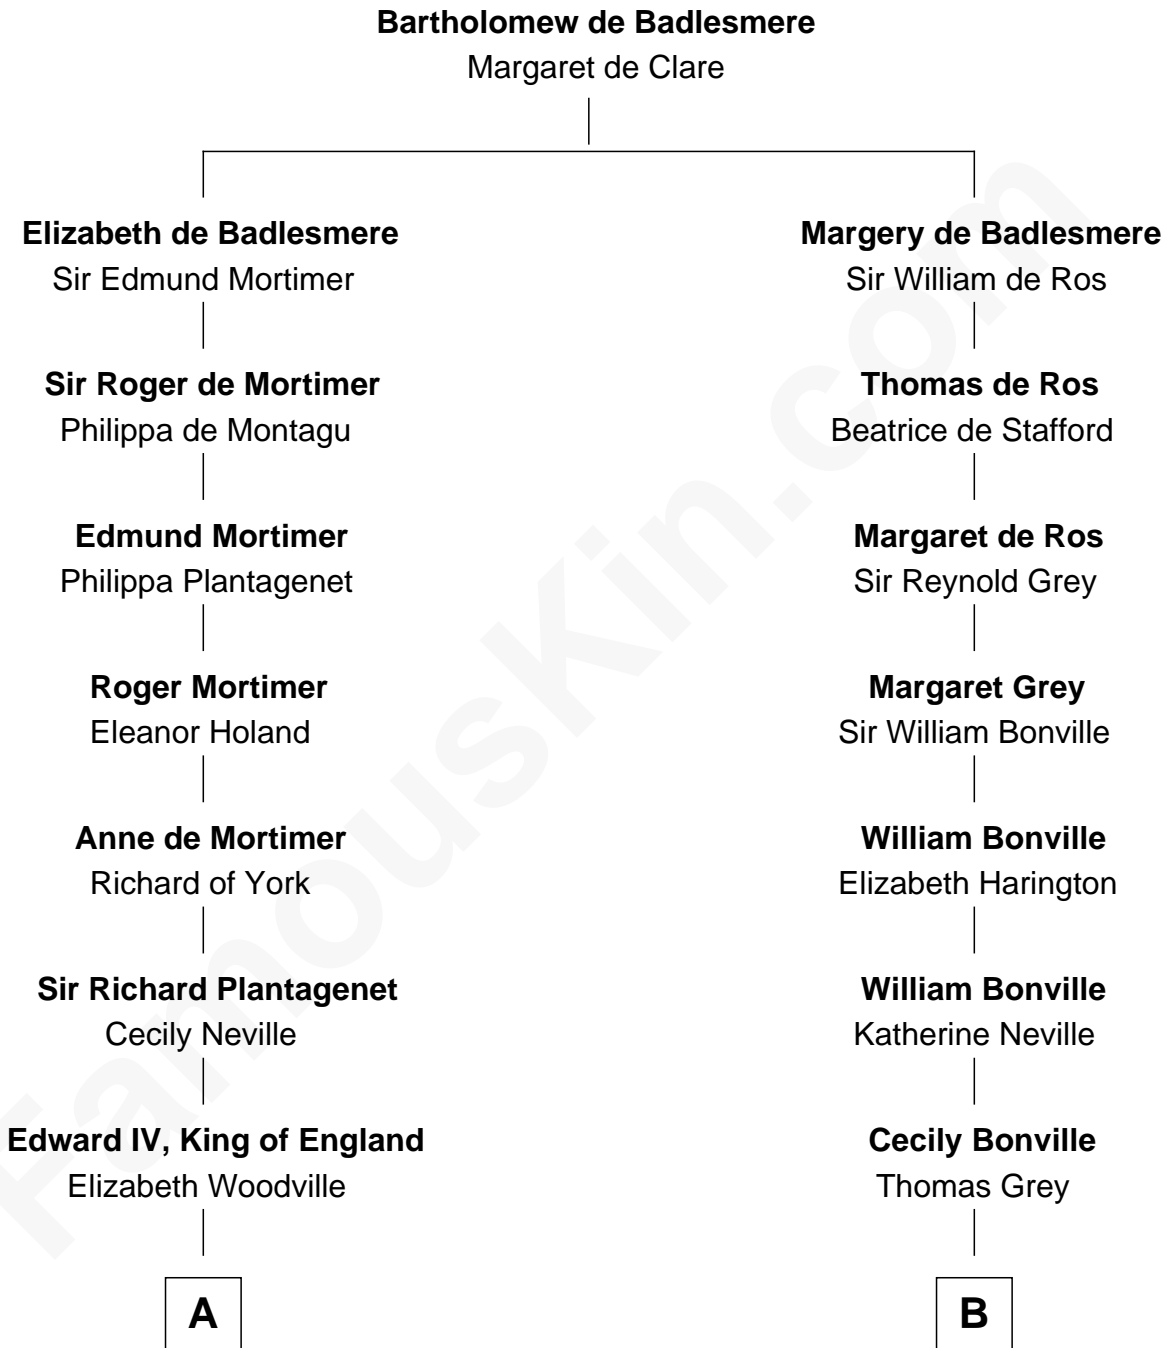 Bartholomew de Badlesmere
Margaret de Clare
Elizabeth de Badlesmere
Sir Edmund Mortimer
Sir Roger de Mortimer
Philippa de Montagu
Edmund Mortimer
Philippa Plantagenet
Roger Mortimer
Eleanor Holand
Anne de Mortimer
Richard of York
Sir Richard Plantagenet
Cecily Neville
Edward IV, King of England
Elizabeth Woodville
A
Margery de Badlesmere
Sir William de Ros
Thomas de Ros
Beatrice de Stafford
Margaret de Ros
Sir Reynold Grey
Margaret Grey
Sir William Bonville
William Bonville
Elizabeth Harington
William Bonville
Katherine Neville
Cecily Bonville
Thomas Grey
B
FamousKin.com